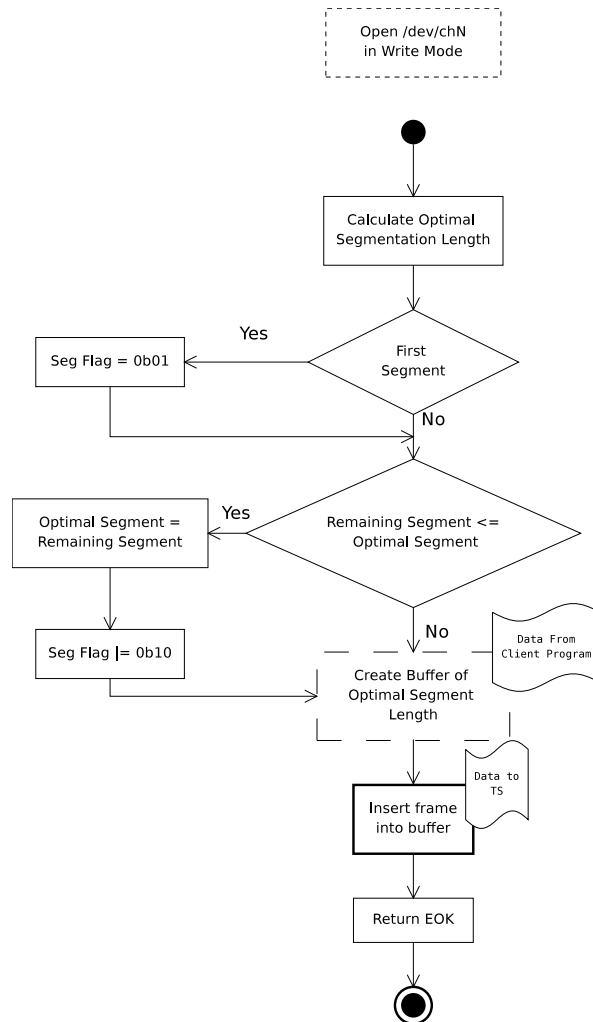 Open /dev/chN
in Write Mode
Calculate Optimal
Segmentation Length
Yes
First
Segment
Seg Flag = 0b01
No
Optimal Segment =
Remaining Segment
Yes
Remaining Segment <=
Optimal Segment
No
Seg Flag |= 0b10
Data From
Client Program
Create Buffer of
Optimal Segment
Length
Data to
TS
Insert frame
into buffer
Return EOK